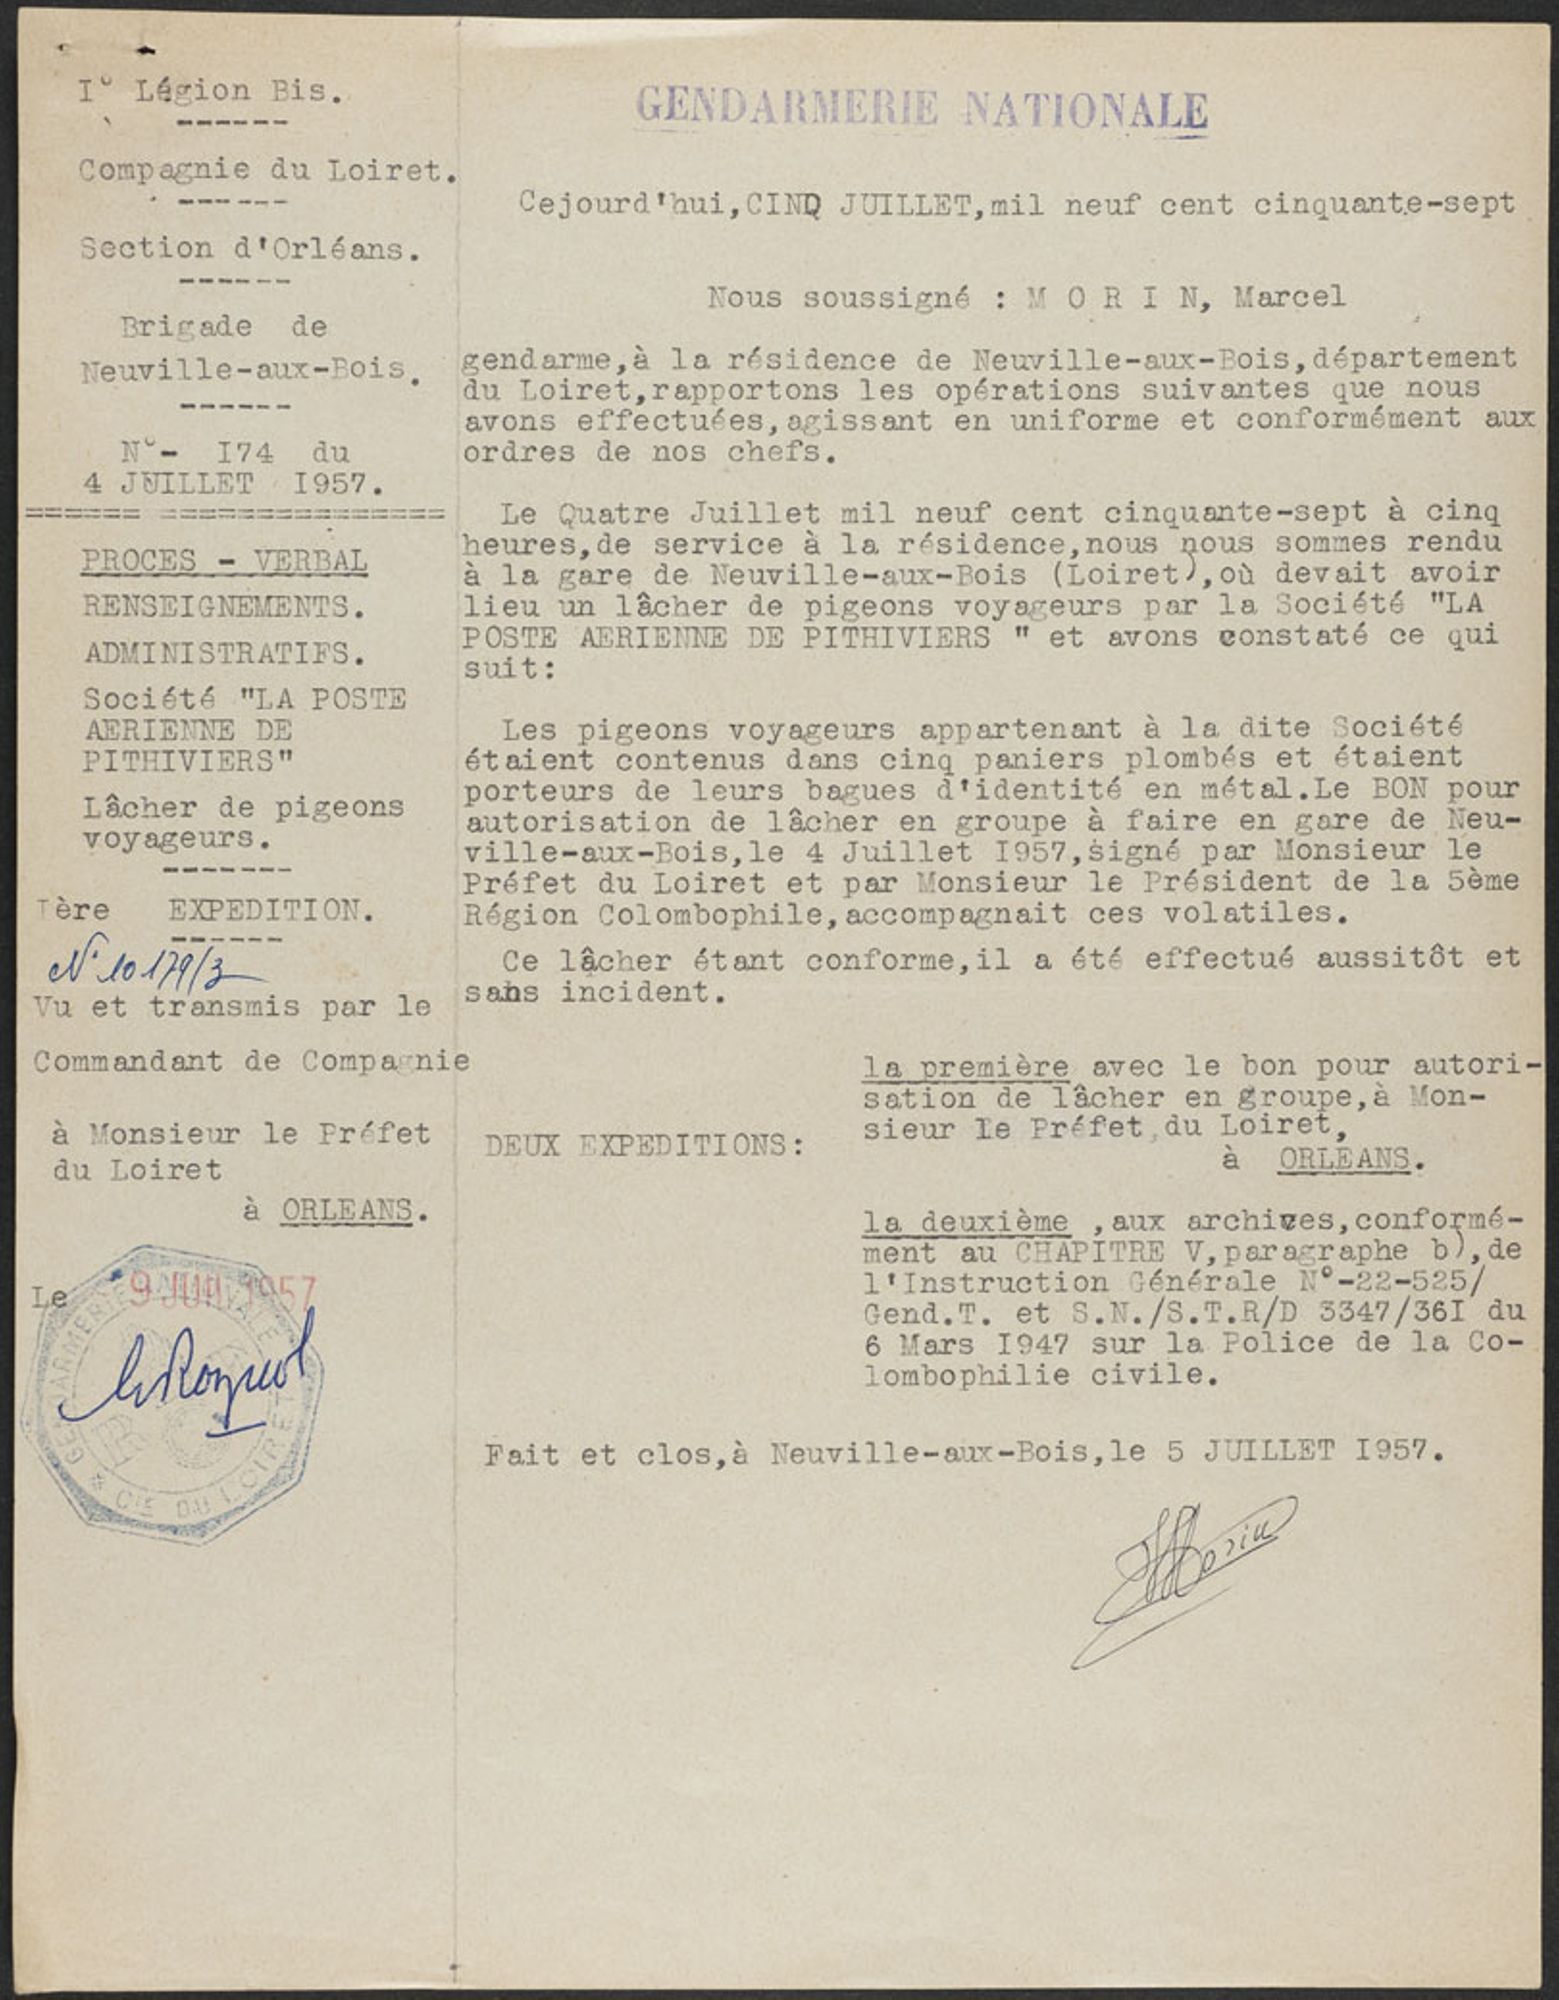 I° Légion Bis.
Compagnie du Loiret.
Section d'Orléans.
Brigade de
Neuville-aux-Bois.
N°- I74 du
4 JUILLET I957.
PROCES - VERBAL
RENSEIGNEMENTS.
ADMINISTRATIFS.
Société "LA POSTE
AERIENNE DE
PITHIVIERS"
Lâcher de pigeons
voyageurs.
Ière EXPEDITION.
N° 10179/3
Vu et transmis par le
Commandant de Compagnie
à Monsieur le Préfet
du Loiret
à ORLEANS.
Le 9 JUIL 1957
GENDARMERIE NATIONALE
* CIE DU LOIRET
GENDARMERIE NATIONALE
Cejourd'hui,CINQ JUILLET,mil neuf cent cinquante-sept
Nous soussigné : M O R I N, Marcel
gendarme,à la résidence de Neuville-aux-Bois,département
du Loiret,rapportons les opérations suivantes que nous
avons effectuées,agissant en uniforme et conformément aux
ordres de nos chefs.
Le Quatre Juillet mil neuf cent cinquante-sept à cinq
heures,de service à la résidence,nous nous sommes rendu
à la gare de Neuville-aux-Bois (Loiret),où devait avoir
lieu un lâcher de pigeons voyageurs par la Société "LA
POSTE AERIENNE DE PITHIVIERS " et avons constaté ce qui
suit:
Les pigeons voyageurs appartenant à la dite Société
étaient contenus dans cinq paniers plombés et étaient
porteurs de leurs bagues d'identité en métal.Le BON pour
autorisation de lâcher en groupe à faire en gare de Neu-
ville-aux-Bois,le 4 Juillet I957,signé par Monsieur le
Préfet du Loiret et par Monsieur le Président de la 5ème
Région Colombophile,accompagnait ces volatiles.
Ce lâcher étant conforme,il a été effectué aussitôt et
sans incident.
DEUX EXPEDITIONS:
la première avec le bon pour autori-
sation de lâcher en groupe,à Mon-
sieur le Préfet du Loiret,
à ORLEANS.
la deuxième ,aux archives,conformé-
ment au CHAPITRE V,paragraphe b),de
l'Instruction Générale N°-22-525/
Gend.T. et S.N./S.T.R/D 3347/36I du
6 Mars I947 sur la Police de la Co-
lombophilie civile.
Fait et clos,à Neuville-aux-Bois,le 5 JUILLET I957.
Morin